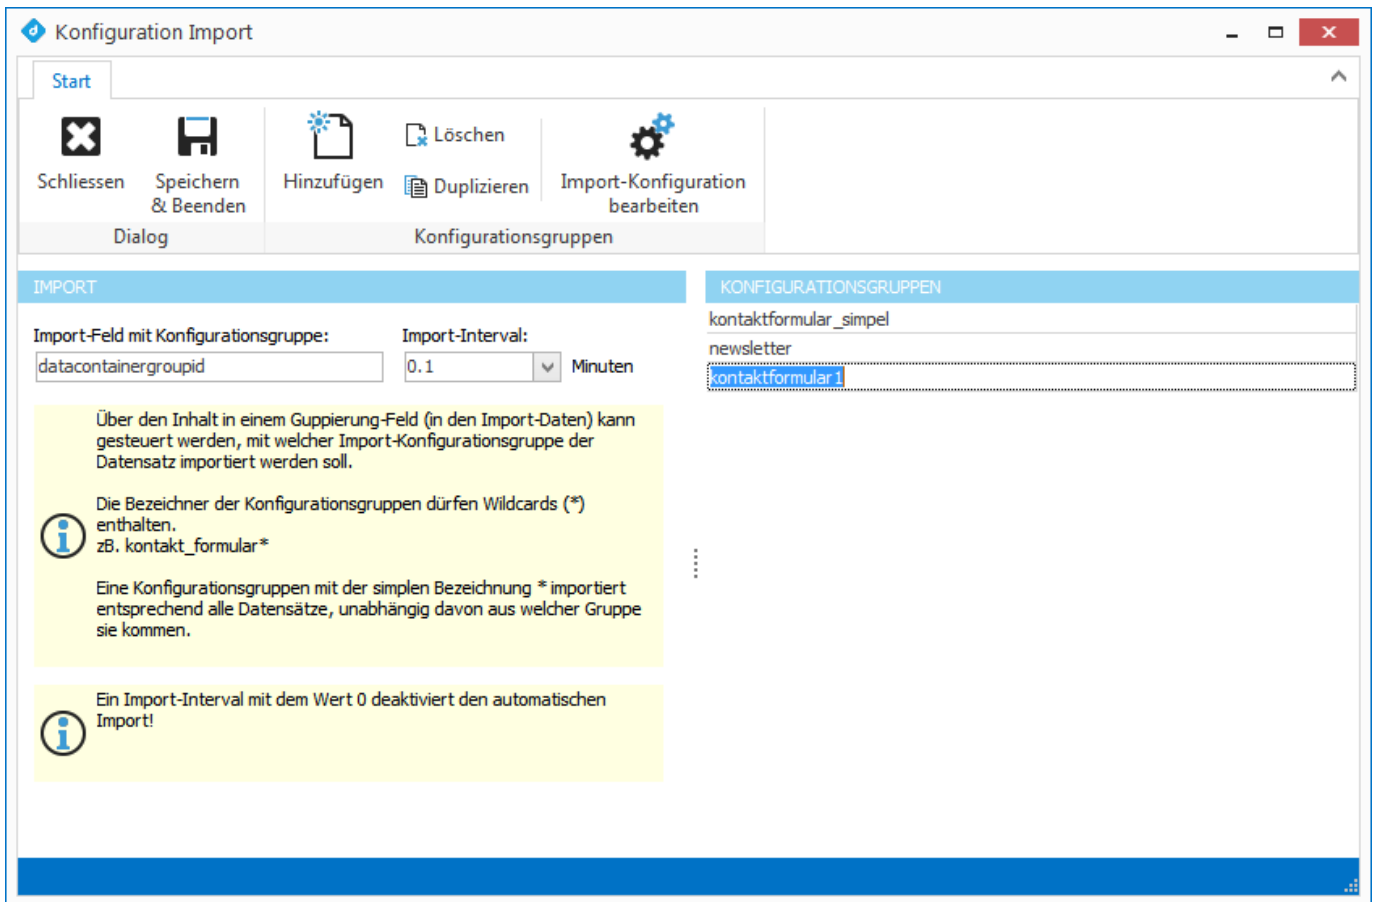 Konfiguration Import
Start
Schliessen
Speichern
& Beenden
Hinzufügen
Löschen
Duplizieren
Import-Konfiguration
bearbeiten
Dialog
Konfigurationsgruppen
IMPORT
Import-Feld mit Konfigurationsgruppe:
Import-Interval:
datacontainergroupid
0.1
Minuten
Über den Inhalt in einem Guppierung-Feld (in den Import-Daten) kann
gesteuert werden, mit welcher Import-Konfigurationsgruppe der
Datensatz importiert werden soll.
Die Bezeichner der Konfigurationsgruppen dürfen Wildcards (*)
enthalten.
zB. kontakt_formular*
Eine Konfigurationsgruppen mit der simplen Bezeichnung * importiert
entsprechend alle Datensätze, unabhängig davon aus welcher Gruppe
sie kommen.
Ein Import-Interval mit dem Wert 0 deaktiviert den automatischen
Import!
KONFIGURATIONSGRUPPEN
kontaktformular_simpel
newsletter
kontaktformular1